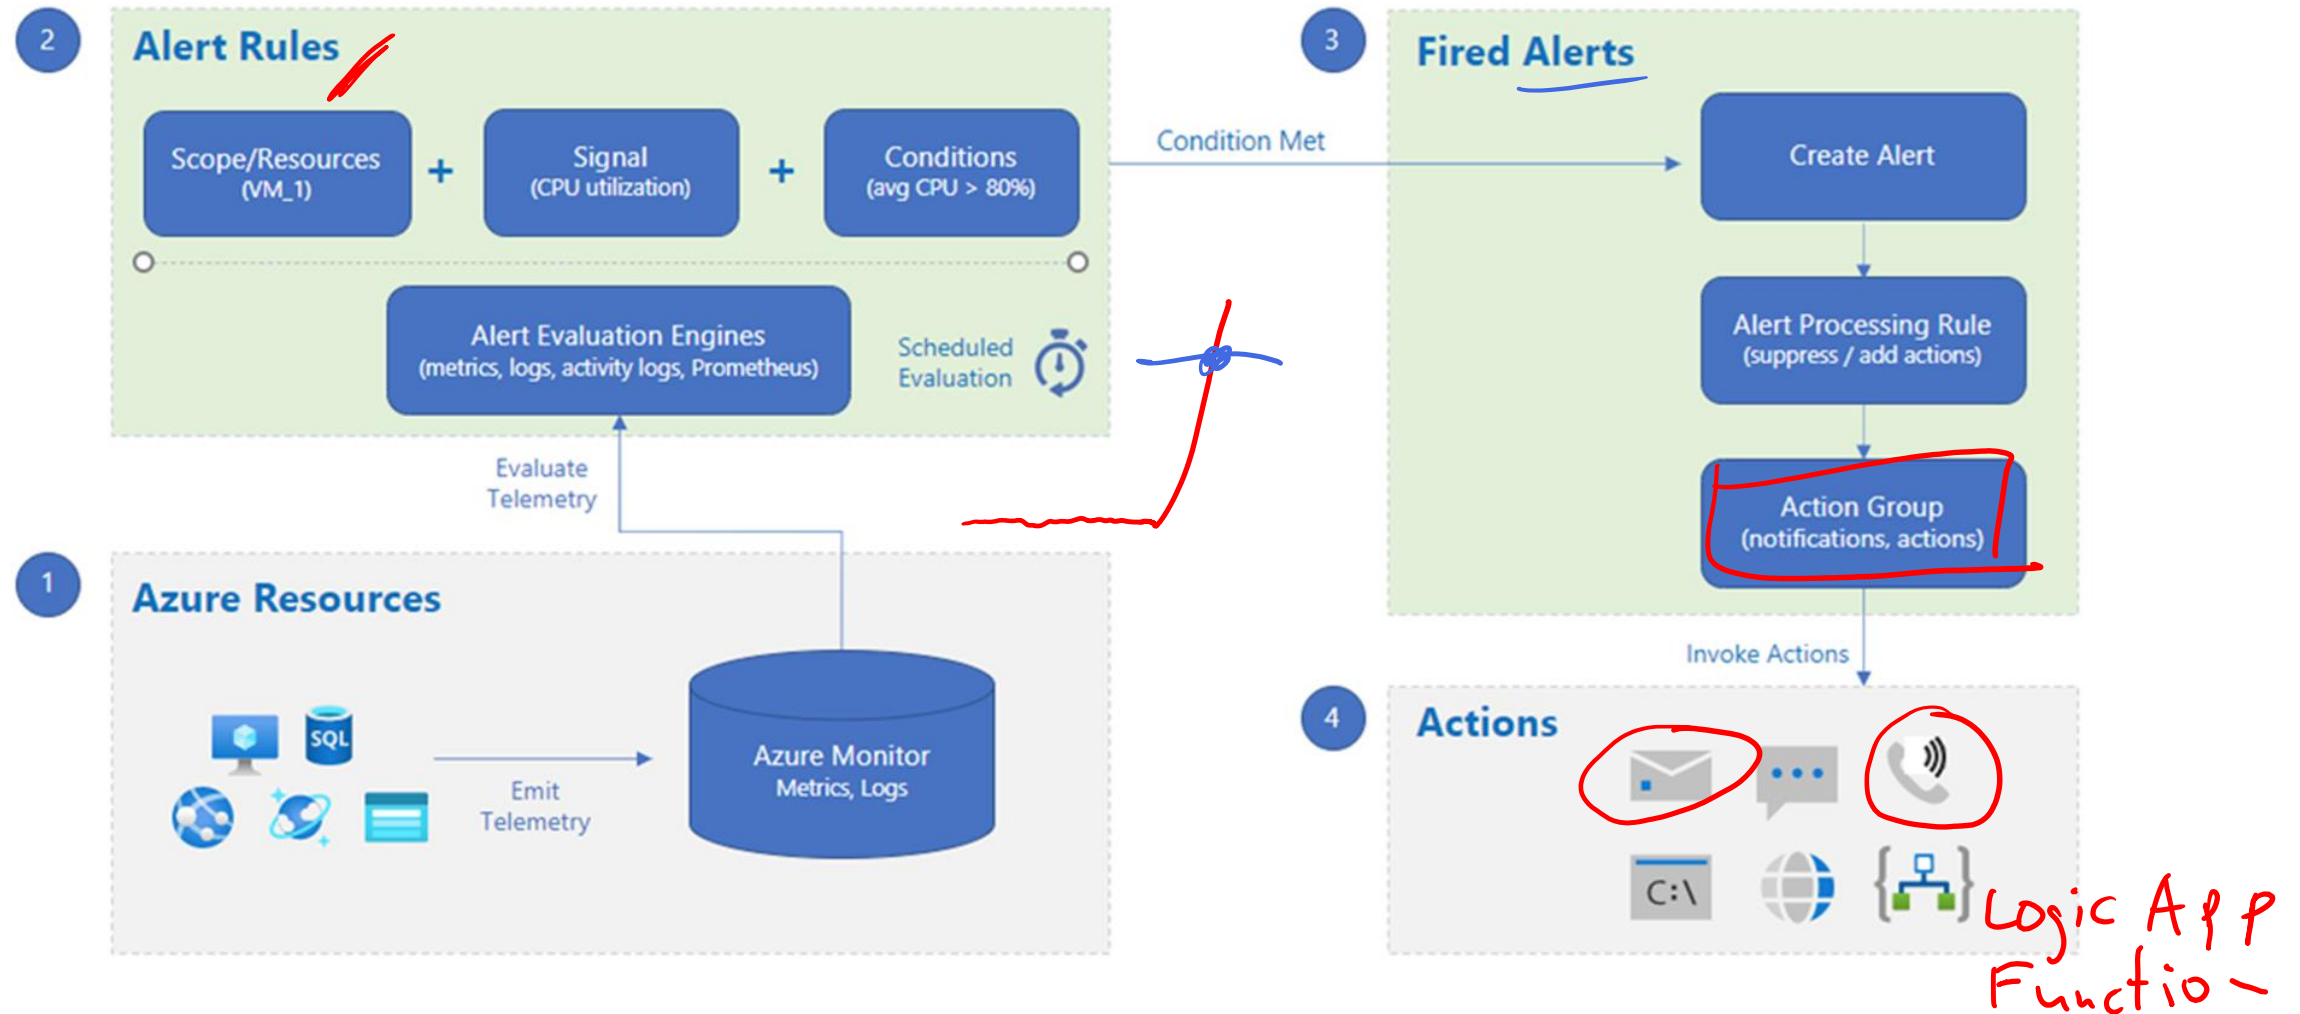 2
Alert Rules
Scope/Resources
(VM_1)
+
Signal
(CPU utilization)
+
Conditions
(avg CPU > 80%)
Alert Evaluation Engines
(metrics, logs, activity logs, Prometheus)
Scheduled
Evaluation
Evaluate
Telemetry
1
Azure Resources
SQL
Emit
Telemetry
Azure Monitor
Metrics, Logs
Condition Met
3
Fired Alerts
Create Alert
Alert Processing Rule
(suppress / add actions)
Action Group
(notifications, actions)
Invoke Actions
4
Actions
C:\
Logic App
Functio